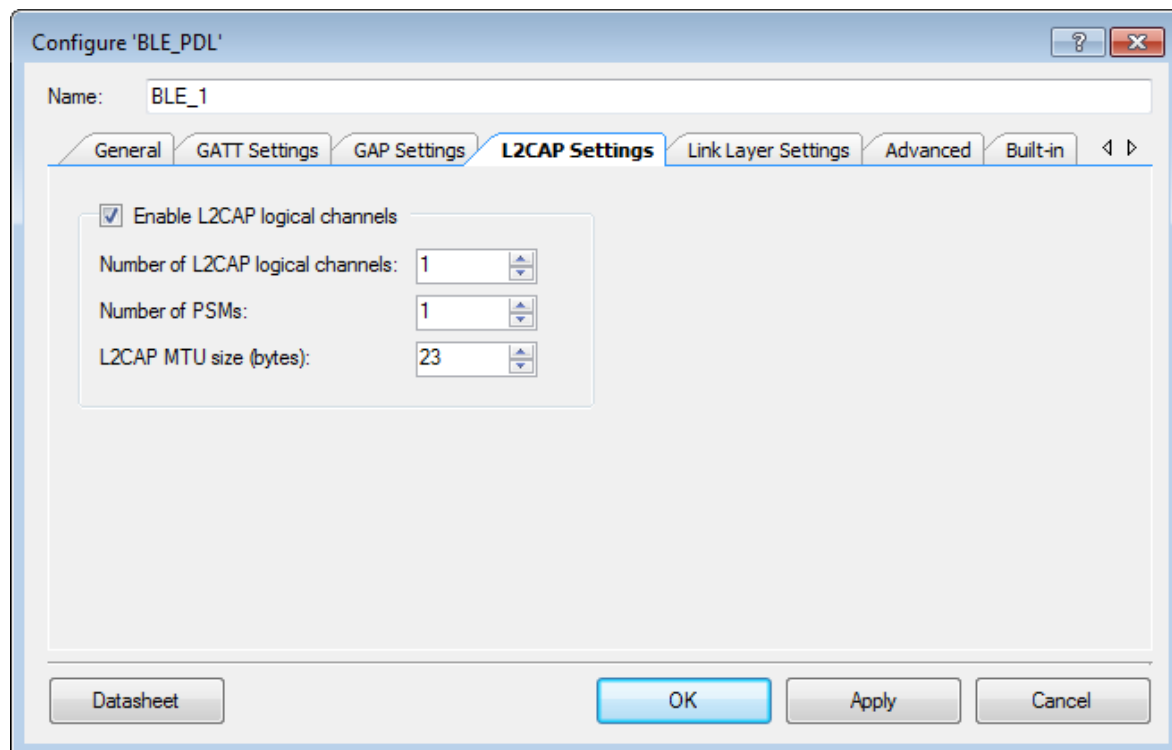 Configure 'BLE_PDL'
Name: BLE_1
General GATT Settings GAP Settings L2CAP Settings Link Layer Settings Advanced Built-in
Enable L2CAP logical channels
Number of L2CAP logical channels: 1
Number of PSMs: 1
L2CAP MTU size (bytes): 23
Datasheet OK Apply Cancel